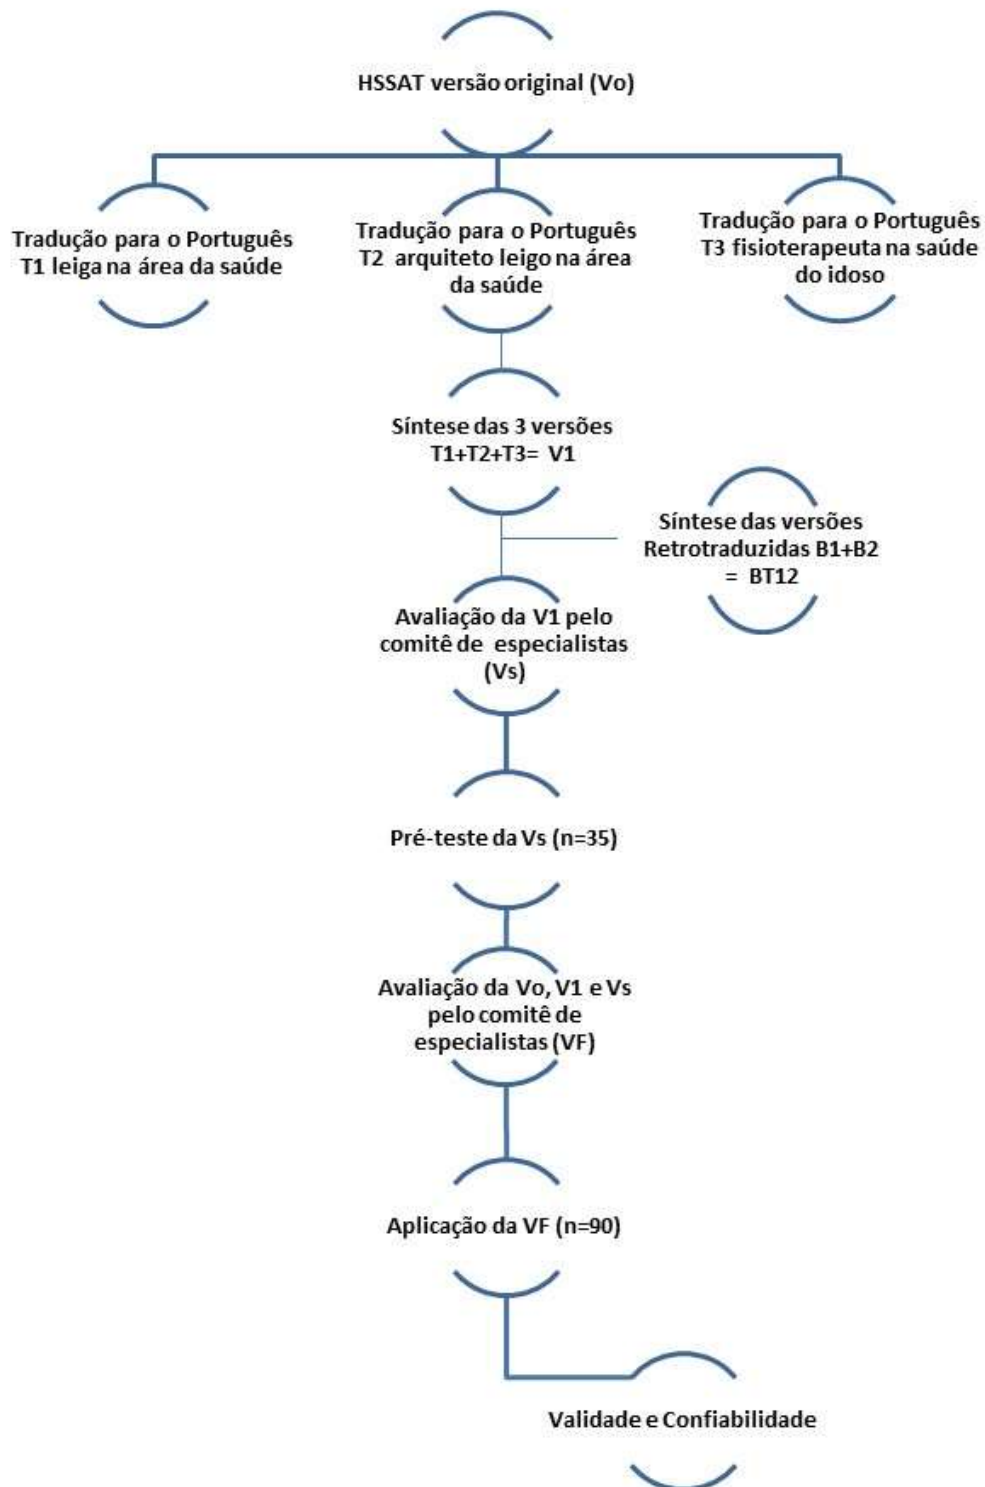 HSSAT versão original (Vo)
Tradução para o Português
T1 leiga na área da saúde
Tradução para o Português
T2 arquiteto leigo na área
da saúde
Tradução para o Português
T3 fisioterapeuta na saúde
do idoso
Síntese das 3 versões
T1+T2+T3= V1
Síntese das versões
Retrotraduzidas B1+B2
= BT12
Avaliação da V1 pelo
comitê de especialistas
(Vs)
Pré-teste da Vs (n=35)
Avaliação da Vo, V1 e Vs
pelo comitê de
especialistas (VF)
Aplicação da VF (n=90)
Validade e Confiabilidade